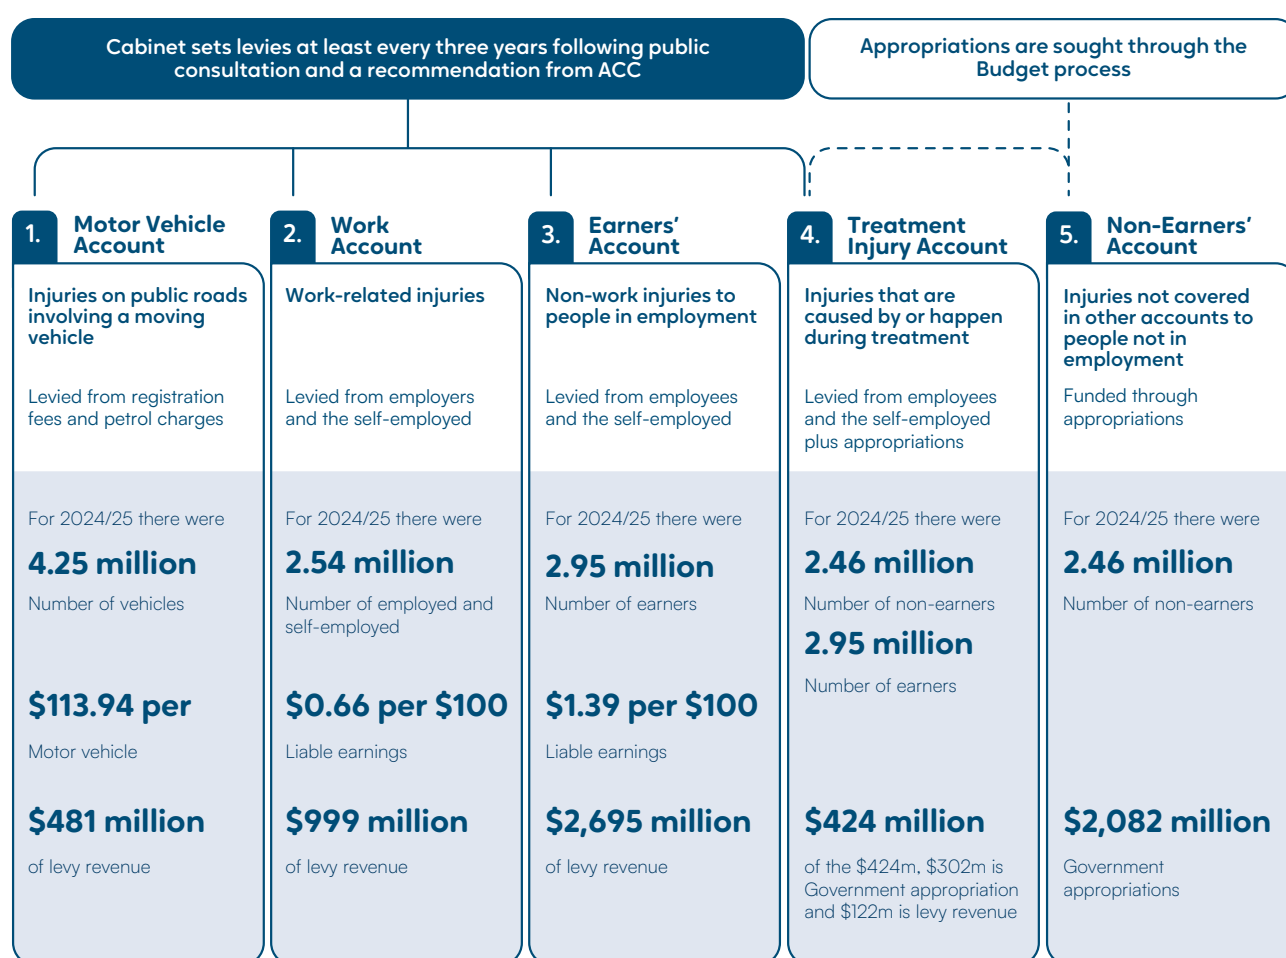 Cabinet sets levies at least every three years following public
consultation and a recommendation from ACC
Appropriations are sought through the
Budget process
1.
Motor Vehicle
Account
Injuries on public roads
involving a moving
vehicle
Levied from registration
fees and petrol charges
For 2024/25 there were
4.25 million
Number of vehicles
$113.94 per
Motor vehicle
$481 million
of levy revenue
2.
Work
Account
Work-related injuries
Levied from employers
and the self-employed
For 2024/25 there were
2.54 million
Number of employed and
self-employed
$0.66 per $100
Liable earnings
$999 million
of levy revenue
3.
Earners’
Account
Non-work injuries to
people in employment
Levied from employees
and the self-employed
For 2024/25 there were
2.95 million
Number of earners
$1.39 per $100
Liable earnings
$2,695 million
of levy revenue
4.
Treatment
Injury Account
Injuries that are
caused by or happen
during treatment
Levied from employees
and the self-employed
plus appropriations
For 2024/25 there were
2.46 million
Number of non-earners
2.95 million
Number of earners
$424 million
of the $424m, $302m is
Government appropriation
and $122m is levy revenue
5.
Non-Earners’
Account
Injuries not covered
in other accounts to
people not in
employment
Funded through
appropriations
For 2024/25 there were
2.46 million
Number of non-earners
$2,082 million
Government
appropriations